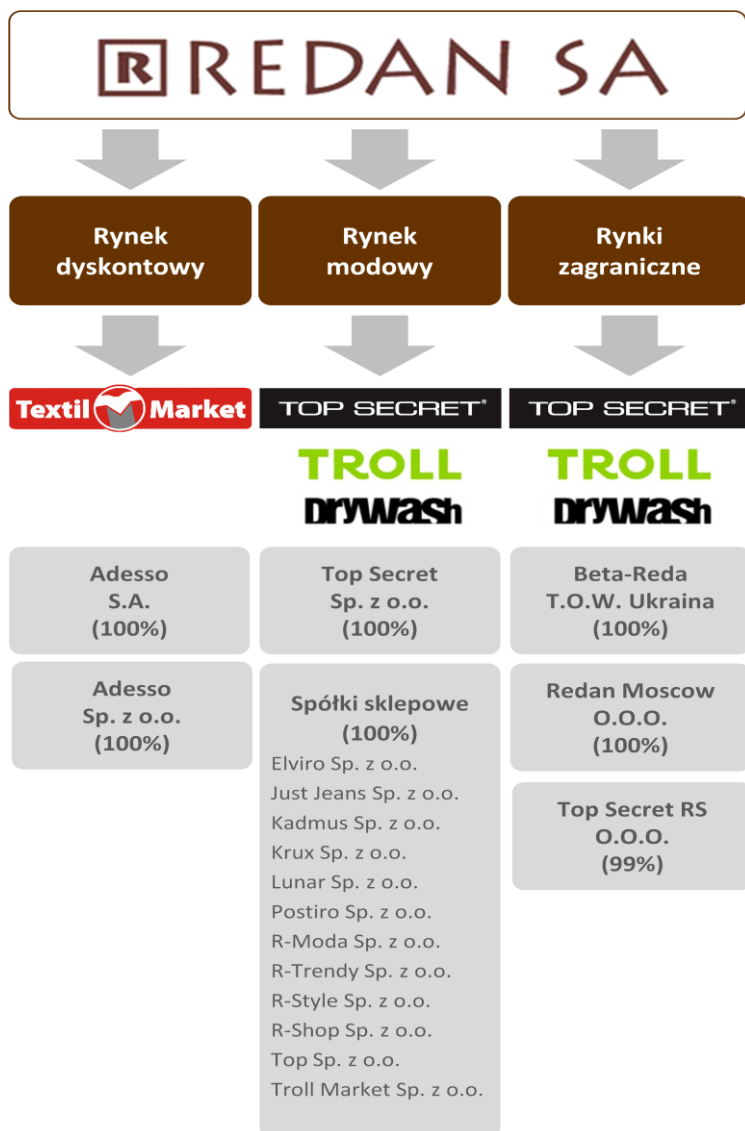 R REDAN SA
Rynek
dyskontowy
Rynek
modowy
Rynki
zagraniczne
Textil Market
TOP SECRET®
TOP SECRET®
TROLL
DRYWASH
TROLL
DRYWASH
Adesso
S.A.
(100%)
Adesso
Sp. z o.o.
(100%)
Top Secret
Sp. z o.o.
(100%)
Spółki sklepowe
(100%)
Elviro Sp. z o.o.
Just Jeans Sp. z o.o.
Kadmus Sp. z o.o.
Krux Sp. z o.o.
Lunar Sp. z o.o.
Postiro Sp. z o.o.
R-Moda Sp. z o.o.
R-Trendy Sp. z o.o.
R-Style Sp. z o.o.
R-Shop Sp. z o.o.
Top Sp. z o.o.
Troll Market Sp. z o.o.
Beta-Reda
T.O.W. Ukraina
(100%)
Redan Moscow
O.O.O.
(100%)
Top Secret RS
O.O.O.
(99%)